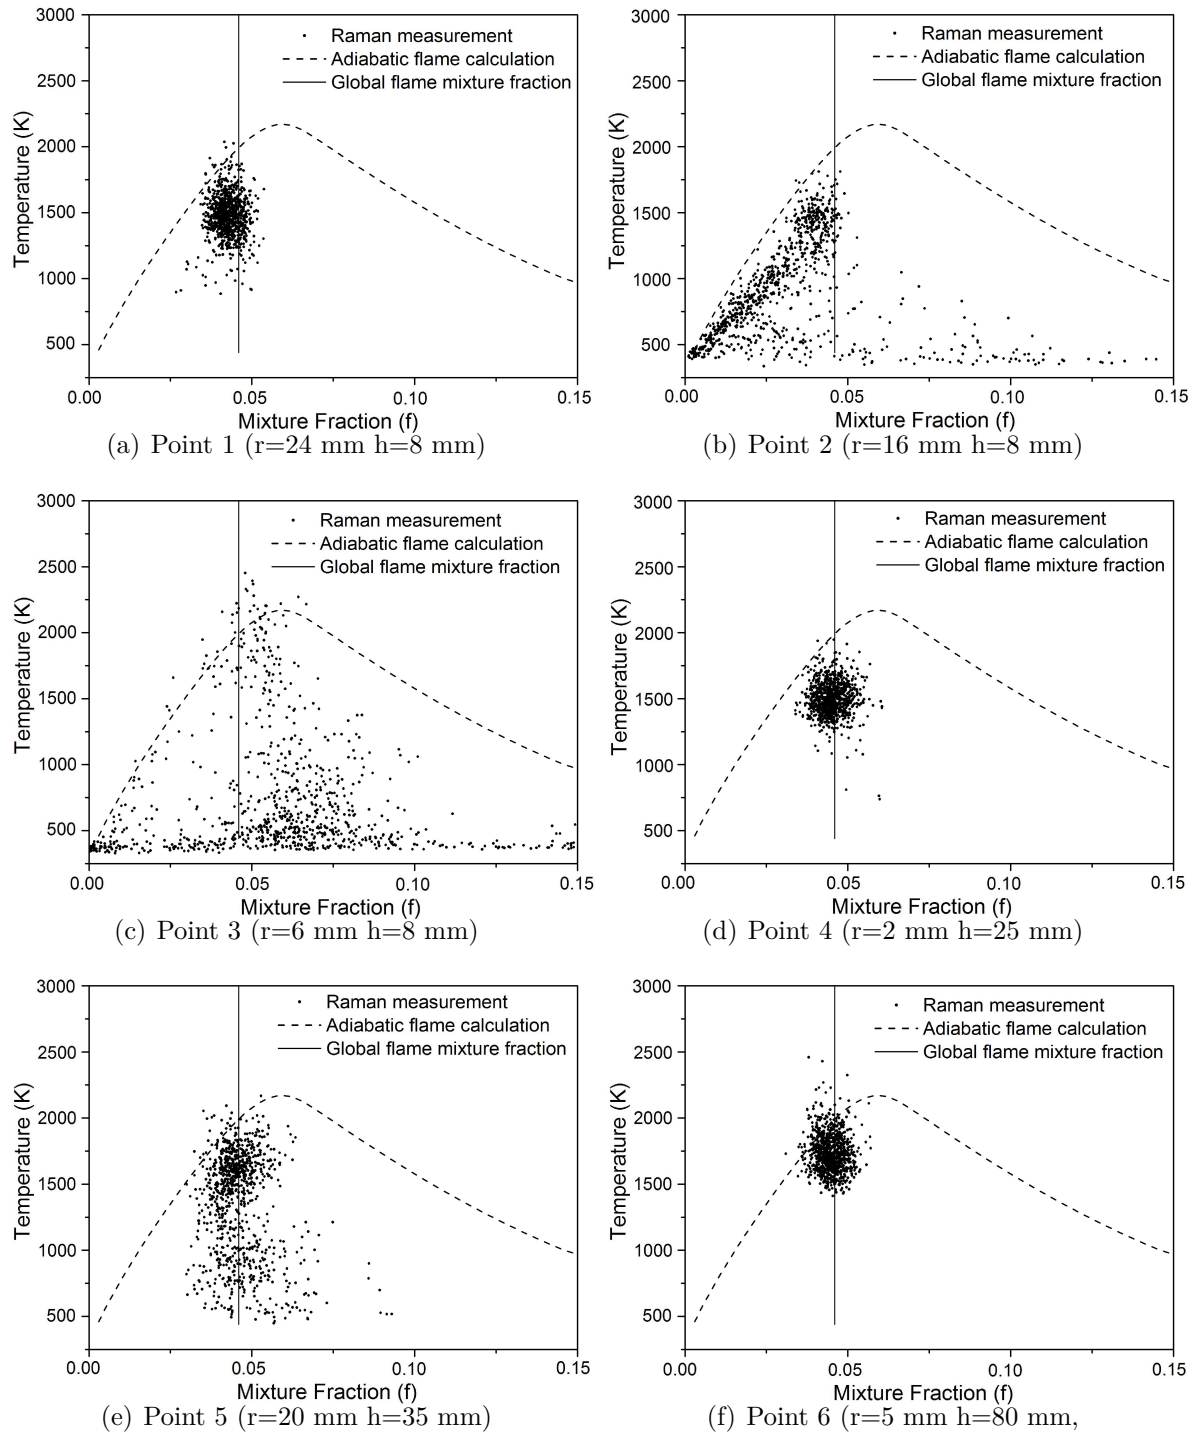 3000
2500
2000
1500
1000
500
Temperature (K)
Raman measurement
Adiabatic flame calculation
Global flame mixture fraction
0.00 0.05 0.10 0.15
Mixture Fraction (f)
(a) Point 1 (r=24 mm h=8 mm)
3000
2500
2000
1500
1000
500
Temperature (K)
Raman measurement
Adiabatic flame calculation
Global flame mixture fraction
0.00 0.05 0.10 0.15
Mixture Fraction (f)
(b) Point 2 (r=16 mm h=8 mm)
3000
2500
2000
1500
1000
500
Temperature (K)
Raman measurement
Adiabatic flame calculation
Global flame mixture fraction
0.00 0.05 0.10 0.15
Mixture Fraction (f)
(c) Point 3 (r=6 mm h=8 mm)
3000
2500
2000
1500
1000
500
Temperature (K)
Raman measurement
Adiabatic flame calculation
Global flame mixture fraction
0.00 0.05 0.10 0.15
Mixture Fraction (f)
(d) Point 4 (r=2 mm h=25 mm)
3000
2500
2000
1500
1000
500
Temperature (K)
Raman measurement
Adiabatic flame calculation
Global flame mixture fraction
0.00 0.05 0.10 0.15
Mixture Fraction (f)
(e) Point 5 (r=20 mm h=35 mm)
3000
2500
2000
1500
1000
500
Temperature (K)
Raman measurement
Adiabatic flame calculation
Global flame mixture fraction
0.00 0.05 0.10 0.15
Mixture Fraction (f)
(f) Point 6 (r=5 mm h=80 mm,